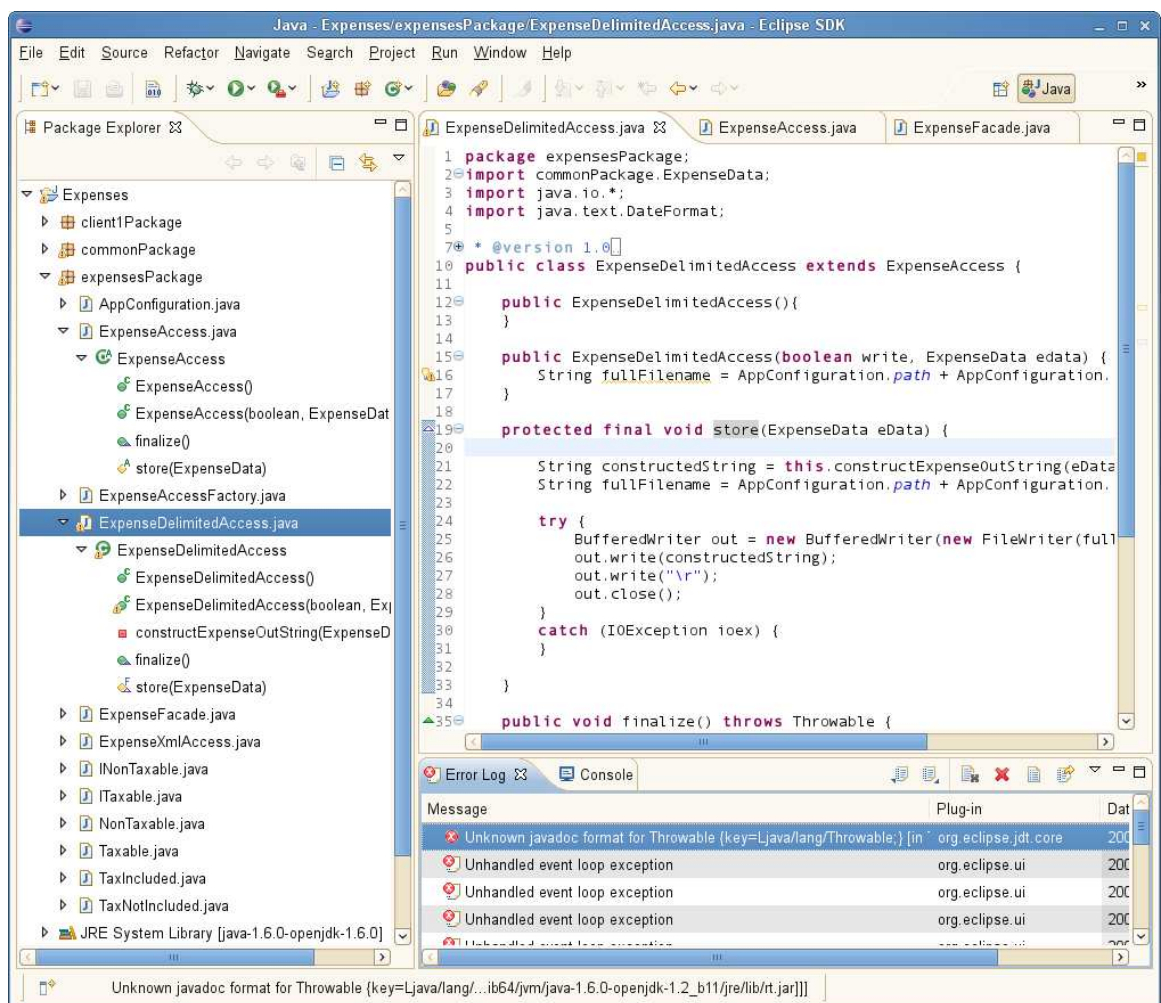 Java - Expenses/expensesPackage/ExpenseDelimitedAccess.java - Eclipse SDK
File Edit Source Refactor Navigate Search Project Run Window Help
Java »
Package Explorer
Expenses
client1Package
commonPackage
expensesPackage
AppConfiguration.java
ExpenseAccess.java
ExpenseAccess
ExpenseAccess()
ExpenseAccess(boolean, ExpenseDat
finalize()
store(ExpenseData)
ExpenseAccessFactory.java
ExpenseDelimitedAccess.java
ExpenseDelimitedAccess
ExpenseDelimitedAccess()
ExpenseDelimitedAccess(boolean, Exp
constructExpenseOutString(ExpenseD
finalize()
store(ExpenseData)
ExpenseFacade.java
ExpenseXmlAccess.java
INonTaxable.java
ITaxable.java
NonTaxable.java
Taxable.java
TaxIncluded.java
TaxNotIncluded.java
JRE System Library [java-1.6.0-openjdk-1.6.0]
ExpenseDelimitedAccess.java ExpenseAccess.java ExpenseFacade.java
1 package expensesPackage;
2 import commonPackage.ExpenseData;
3 import java.io.*;
4 import java.text.DateFormat;
5
7 * @version 1.0
10 public class ExpenseDelimitedAccess extends ExpenseAccess {
11
12 public ExpenseDelimitedAccess(){
13 }
14
15 public ExpenseDelimitedAccess(boolean write, ExpenseData edata) {
16 String fullFilename = AppConfiguration.path + AppConfiguration.
17 }
18
19 protected final void store(ExpenseData eData) {
20
21 String constructedString = this.constructExpenseOutString(eData
22 String fullFilename = AppConfiguration.path + AppConfiguration.
23
24 try {
25 BufferedWriter out = new BufferedWriter(new FileWriter(full
26 out.write(constructedString);
27 out.write("\r");
28 out.close();
29 }
30 catch (IOException ioex) {
31 }
32
33 }
34
35 public void finalize() throws Throwable {
Error Log Console
Message Plug-in Dat
Unknown javadoc format for Throwable {key=Ljava/lang/Throwable;} [in org.eclipse.jdt.core 200
Unhandled event loop exception org.eclipse.ui 200
Unhandled event loop exception org.eclipse.ui 200
Unhandled event loop exception org.eclipse.ui 200
Unknown javadoc format for Throwable {key=Ljava/lang/...ib64/jvm/java-1.6.0-openjdk-1.2_b11/jre/lib/rt.jar]]]